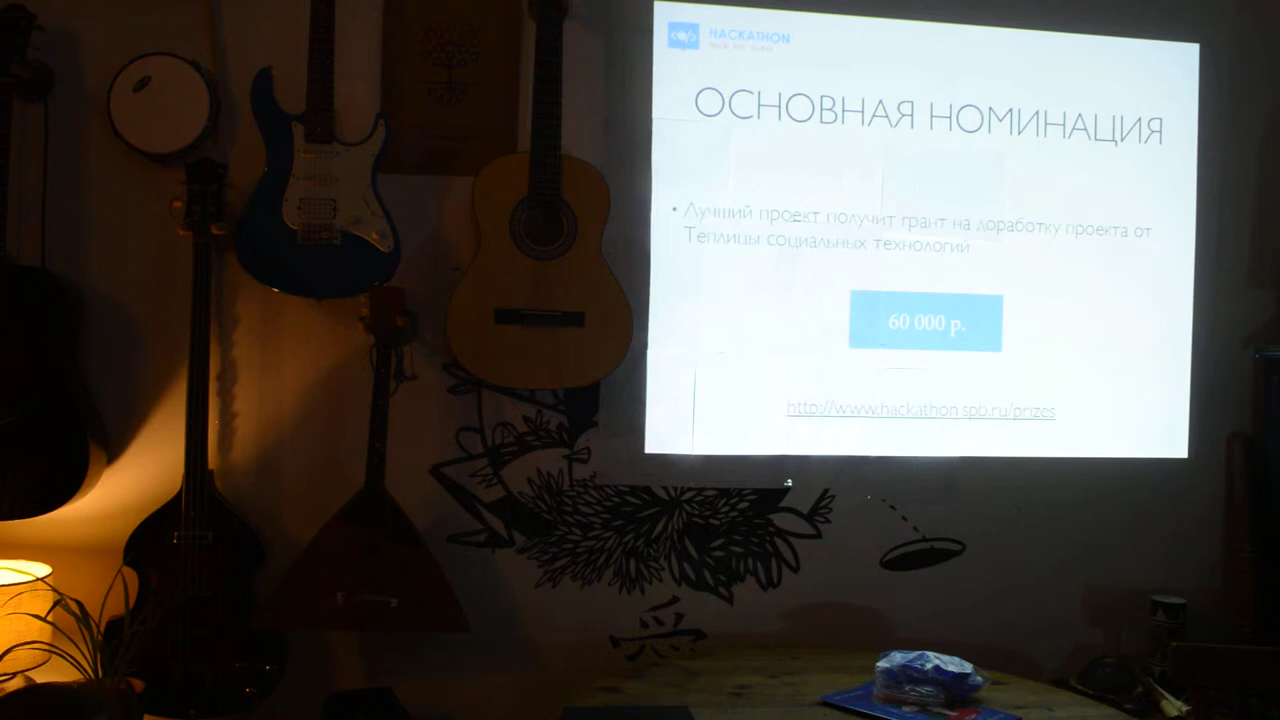 HACKATHON
ОСНОВНАЯ НОМИНАЦИЯ
• Лучший проект получит грант на доработку проекта от
Теплицы социальных технологий
60 000 р.
http://www.hackathon.spb.ru/prizes
受